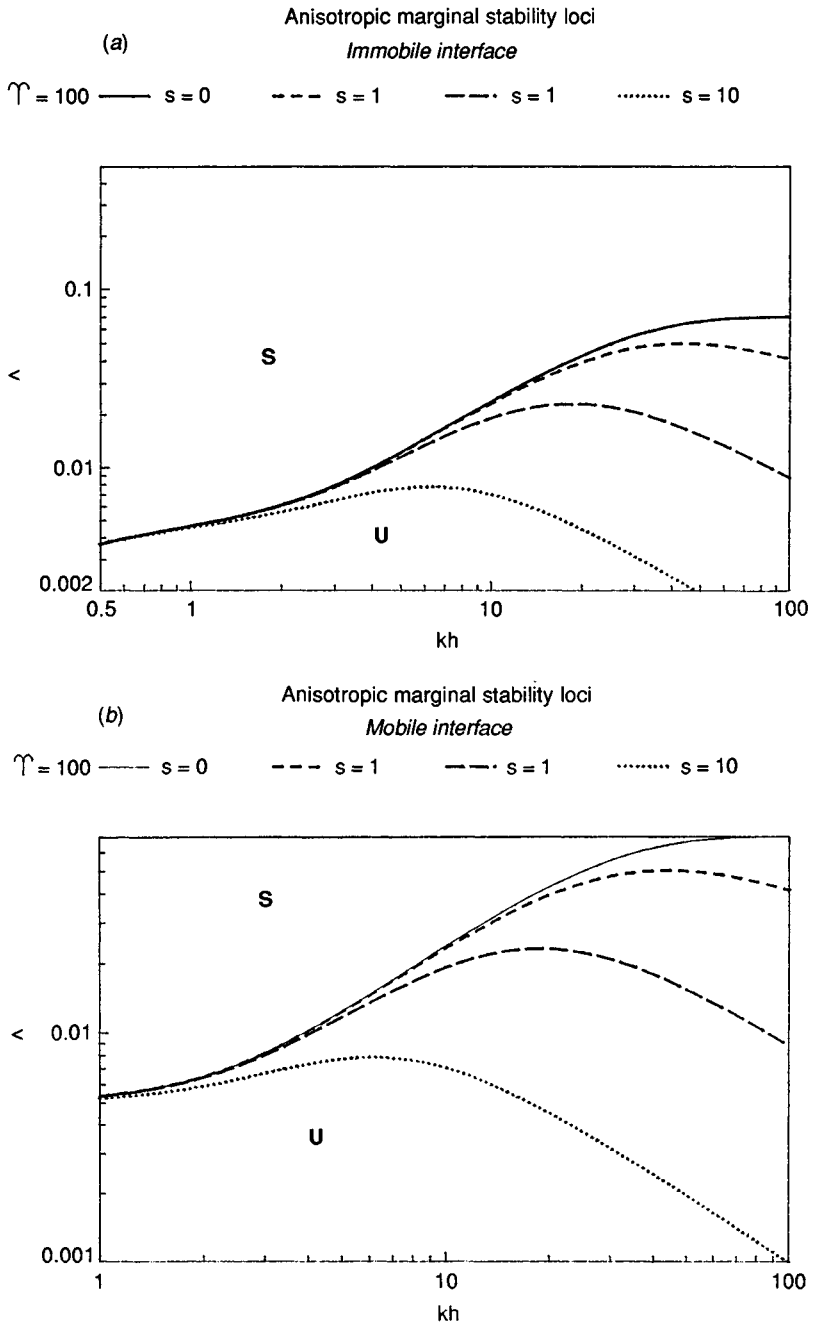 (a)
Anisotropic marginal stability loci
Immobile interface
ϒ = 100 s = 0 s = 1 s = 1 s = 10
0.1
0.01
0.002
Λ
S
U
0.5 1 10 100
kh
(b)
Anisotropic marginal stability loci
Mobile interface
ϒ = 100 s = 0 s = 1 s = 1 s = 10
0.01
0.001
Λ
S
U
1 10 100
kh